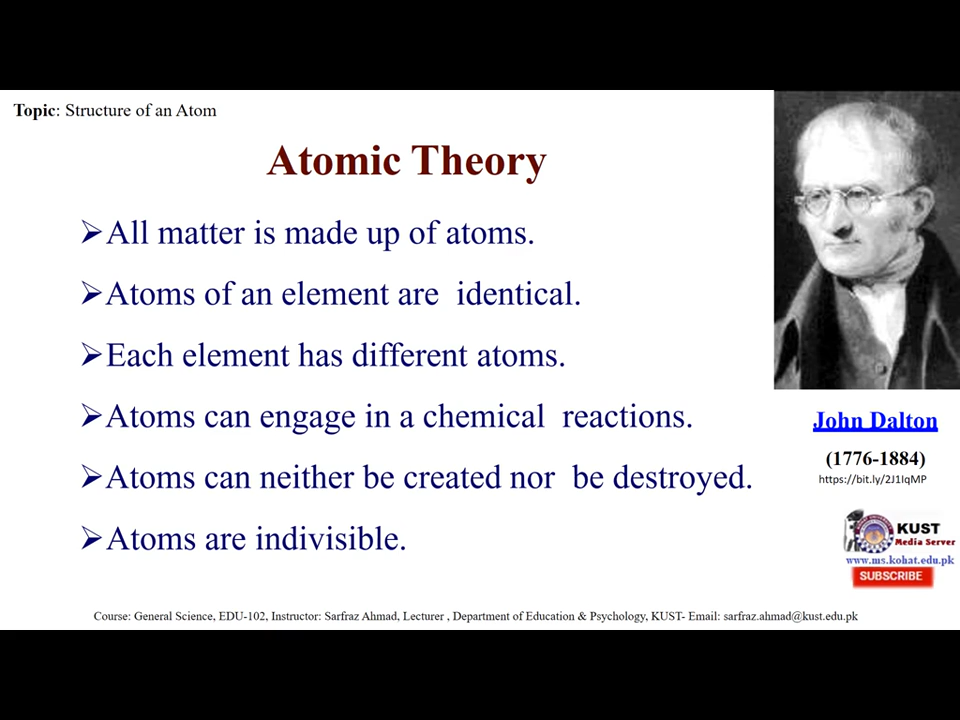 Topic: Structure of an Atom
Atomic Theory
➢All matter is made up of atoms.
➢Atoms of an element are identical.
➢Each element has different atoms.
➢Atoms can engage in a chemical reactions.
➢Atoms can neither be created nor be destroyed.
➢Atoms are indivisible.
John Dalton
(1776-1884)
https://bit.ly/2J1IqMP
KUST
Media Server
www.ms.kohat.edu.pk
SUBSCRIBE
Course: General Science, EDU-102, Instructor: Sarfraz Ahmad, Lecturer , Department of Education & Psychology, KUST- Email: sarfraz.ahmad@kust.edu.pk